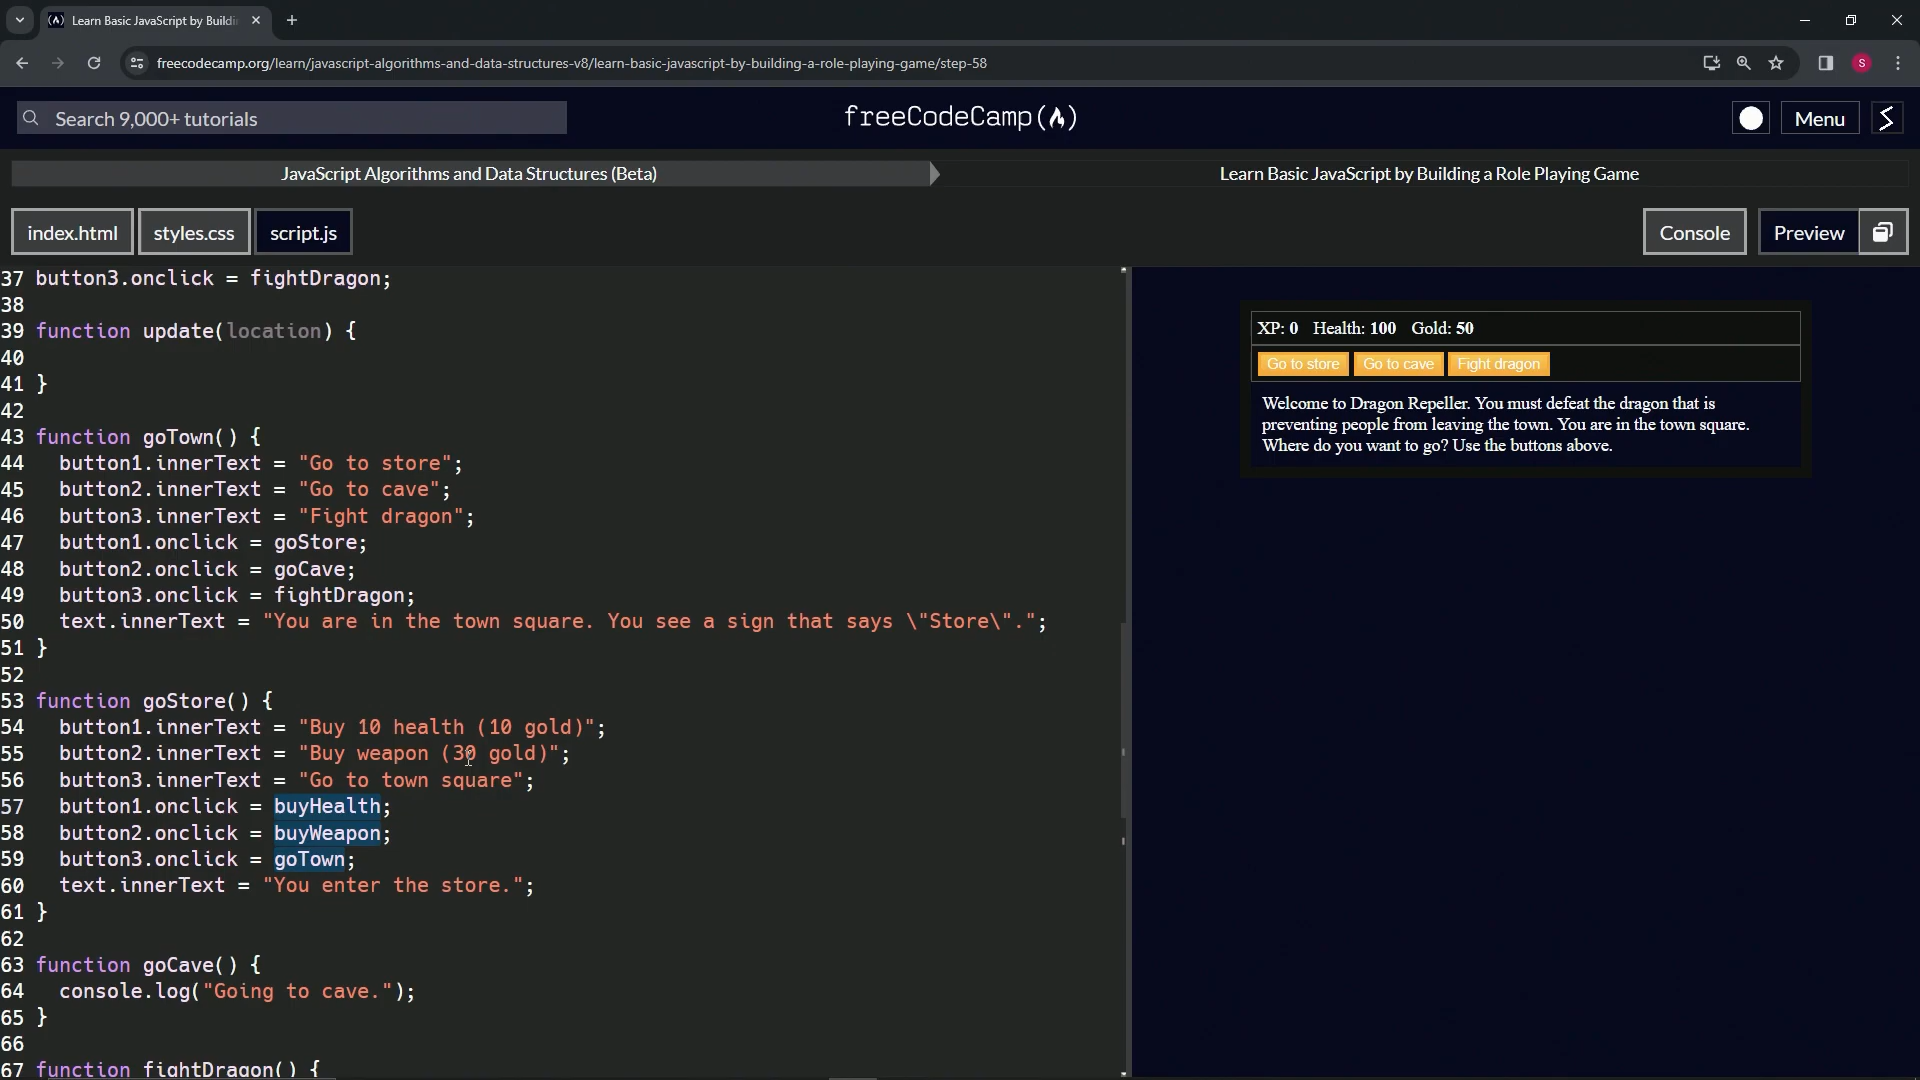 Learn Basic JavaScript by Buildi
freecodecamp.org/learn/javascript-algorithms-and-data-structures-v8/learn-basic-javascript-by-building-a-role-playing-game/step-58
S
Search 9,000+ tutorials
freeCodeCamp(🔥)
Menu
JavaScript Algorithms and Data Structures (Beta)
Learn Basic JavaScript by Building a Role Playing Game
index.html
styles.css
script.js
Console
Preview
37 button3.onclick = fightDragon;
38
39 function update(location) {
40
41 }
42
43 function goTown() {
44   button1.innerText = "Go to store";
45   button2.innerText = "Go to cave";
46   button3.innerText = "Fight dragon";
47   button1.onclick = goStore;
48   button2.onclick = goCave;
49   button3.onclick = fightDragon;
50   text.innerText = "You are in the town square. You see a sign that says \"Store\".";
51 }
52
53 function goStore() {
54   button1.innerText = "Buy 10 health (10 gold)";
55   button2.innerText = "Buy weapon (30 gold)";
56   button3.innerText = "Go to town square";
57   button1.onclick = buyHealth;
58   button2.onclick = buyWeapon;
59   button3.onclick = goTown;
60   text.innerText = "You enter the store.";
61 }
62
63 function goCave() {
64   console.log("Going to cave.");
65 }
66
67 function fightDragon() {
XP: 0 Health: 100 Gold: 50
Go to store Go to cave Fight dragon
Welcome to Dragon Repeller. You must defeat the dragon that is
preventing people from leaving the town. You are in the town square.
Where do you want to go? Use the buttons above.